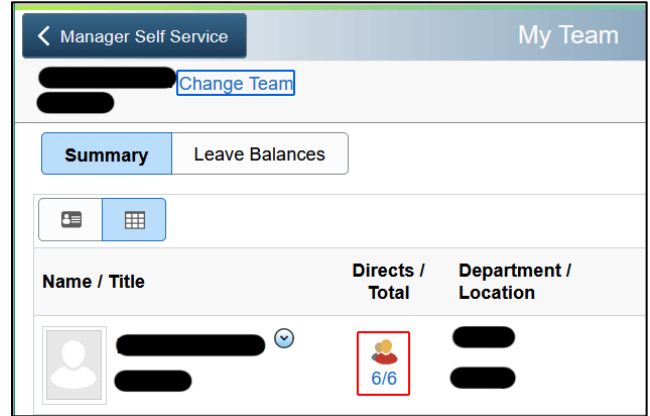 Manager Self Service
My Team
Change Team
Summary Leave Balances
Name / Title
Directs / Total
Department / Location
6/6